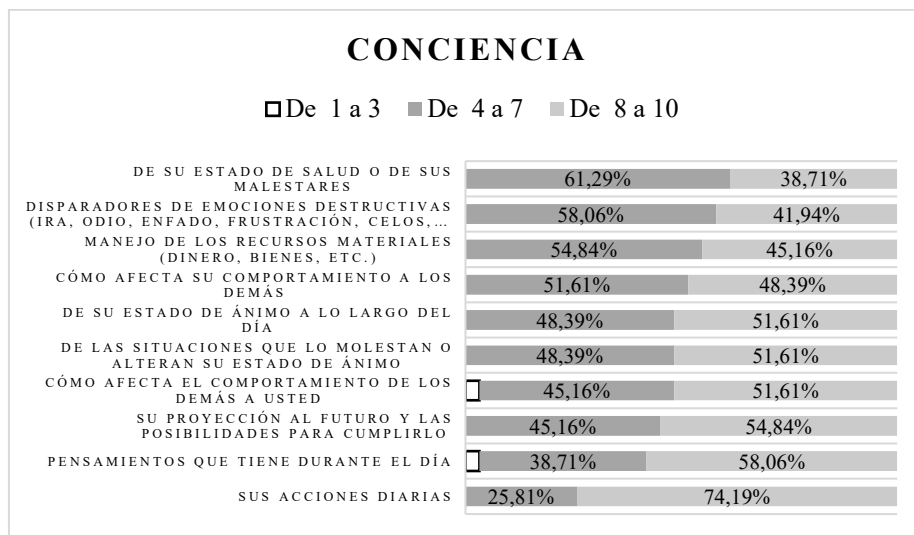 CONCIENCIA
De 1 a 3 De 4 a 7 De 8 a 10
DE SU ESTADO DE SALUD O DE SUS
MALESTARES
61,29% 38,71%
DISPARADORES DE EMOCIONES DESTRUCTIVAS
(IRA, ODIO, ENFADO, FRUSTRACIÓN, CELOS,…
58,06% 41,94%
MANEJO DE LOS RECURSOS MATERIALES
(DINERO, BIENES, ETC.)
54,84% 45,16%
CÓMO AFECTA SU COMPORTAMIENTO A LOS
DEMÁS
51,61% 48,39%
DE SU ESTADO DE ÁNIMO A LO LARGO DEL
DÍA
48,39% 51,61%
DE LAS SITUACIONES QUE LO MOLESTAN O
ALTERAN SU ESTADO DE ÁNIMO
48,39% 51,61%
CÓMO AFECTA EL COMPORTAMIENTO DE LOS
DEMÁS A USTED
45,16% 51,61%
SU PROYECCIÓN AL FUTURO Y LAS
POSIBILIDADES PARA CUMPLIRLO
45,16% 54,84%
PENSAMIENTOS QUE TIENE DURANTE EL DÍA
38,71% 58,06%
SUS ACCIONES DIARIAS
25,81% 74,19%